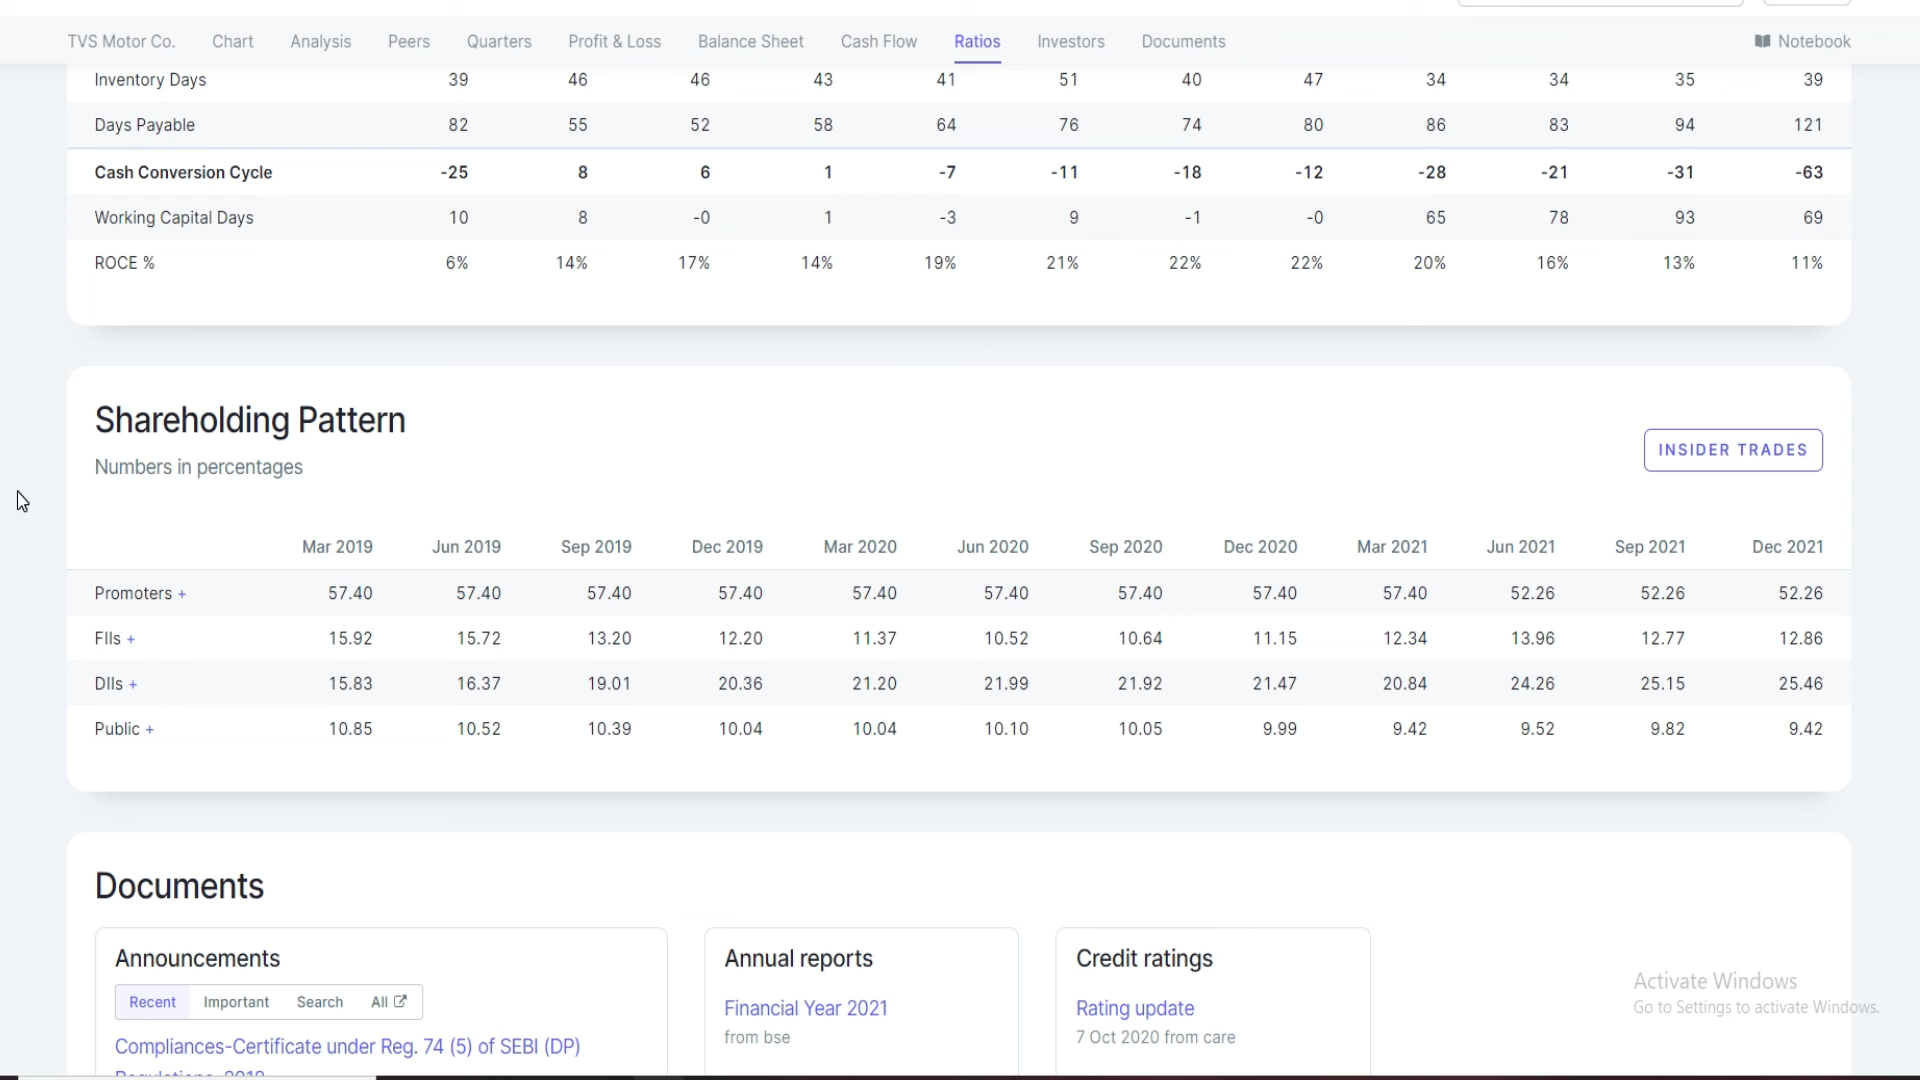 TVS Motor Co. Chart Analysis Peers Quarters Profit & Loss Balance Sheet Cash Flow Ratios Investors Documents Notebook
Inventory Days 39 46 46 43 41 51 40 47 34 34 35 39
Days Payable 82 55 52 58 64 76 74 80 86 83 94 121
Cash Conversion Cycle -25 8 6 1 -7 -11 -18 -12 -28 -21 -31 -63
Working Capital Days 10 8 -0 1 -3 9 -1 -0 65 78 93 69
ROCE % 6% 14% 17% 14% 19% 21% 22% 22% 20% 16% 13% 11%
Shareholding Pattern
Numbers in percentages
INSIDER TRADES
Mar 2019 Jun 2019 Sep 2019 Dec 2019 Mar 2020 Jun 2020 Sep 2020 Dec 2020 Mar 2021 Jun 2021 Sep 2021 Dec 2021
Promoters + 57.40 57.40 57.40 57.40 57.40 57.40 57.40 57.40 57.40 52.26 52.26 52.26
FIIs + 15.92 15.72 13.20 12.20 11.37 10.52 10.64 11.15 12.34 13.96 12.77 12.86
DIIs + 15.83 16.37 19.01 20.36 21.20 21.99 21.92 21.47 20.84 24.26 25.15 25.46
Public + 10.85 10.52 10.39 10.04 10.04 10.10 10.05 9.99 9.42 9.52 9.82 9.42
Documents
Announcements
Recent Important Search All
Compliances-Certificate under Reg. 74 (5) of SEBI (DP)
Regulations, 2018
Annual reports
Financial Year 2021
from bse
Credit ratings
Rating update
7 Oct 2020 from care
Activate Windows
Go to Settings to activate Windows.